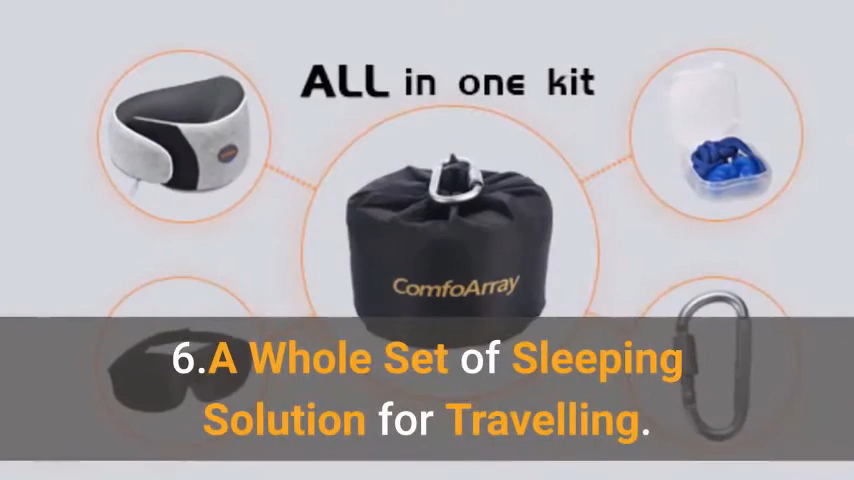 ALL in one kit
ComfoArray
6.A Whole Set of Sleeping
Solution for Travelling.